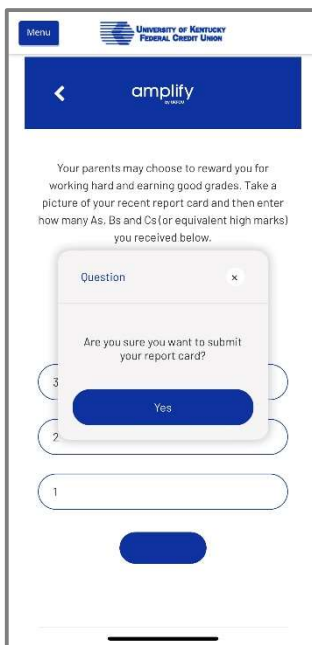 Menu
UNIVERSITY OF KENTUCKY
FEDERAL CREDIT UNION
amplify
by UKFCU
Your parents may choose to reward you for
working hard and earning good grades. Take a
picture of your recent report card and then enter
how many As, Bs and Cs (or equivalent high marks)
you received below.
Question
x
Are you sure you want to submit
your report card?
3
Yes
2
1